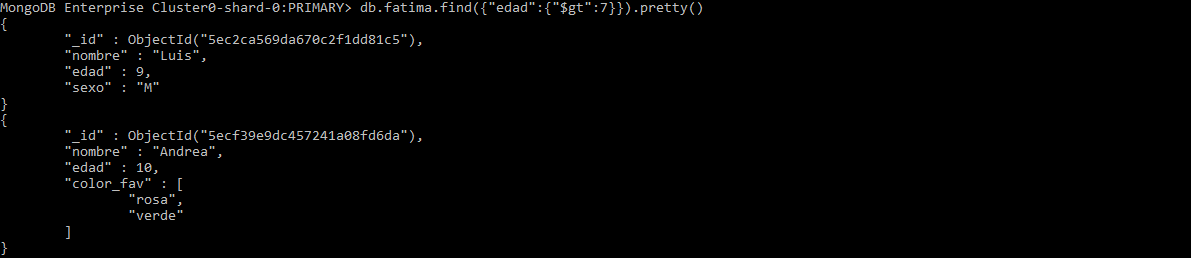 MongoDB Enterprise Cluster0-shard-0:PRIMARY> db.fatima.find({"edad":{"$gt":7}}).pretty()
{
        "_id" : ObjectId("5ec2ca569da670c2f1dd81c5"),
        "nombre" : "Luis",
        "edad" : 9,
        "sexo" : "M"
}
{
        "_id" : ObjectId("5ecf39e9dc457241a08fd6da"),
        "nombre" : "Andrea",
        "edad" : 10,
        "color_fav" : [
                "rosa",
                "verde"
        ]
}